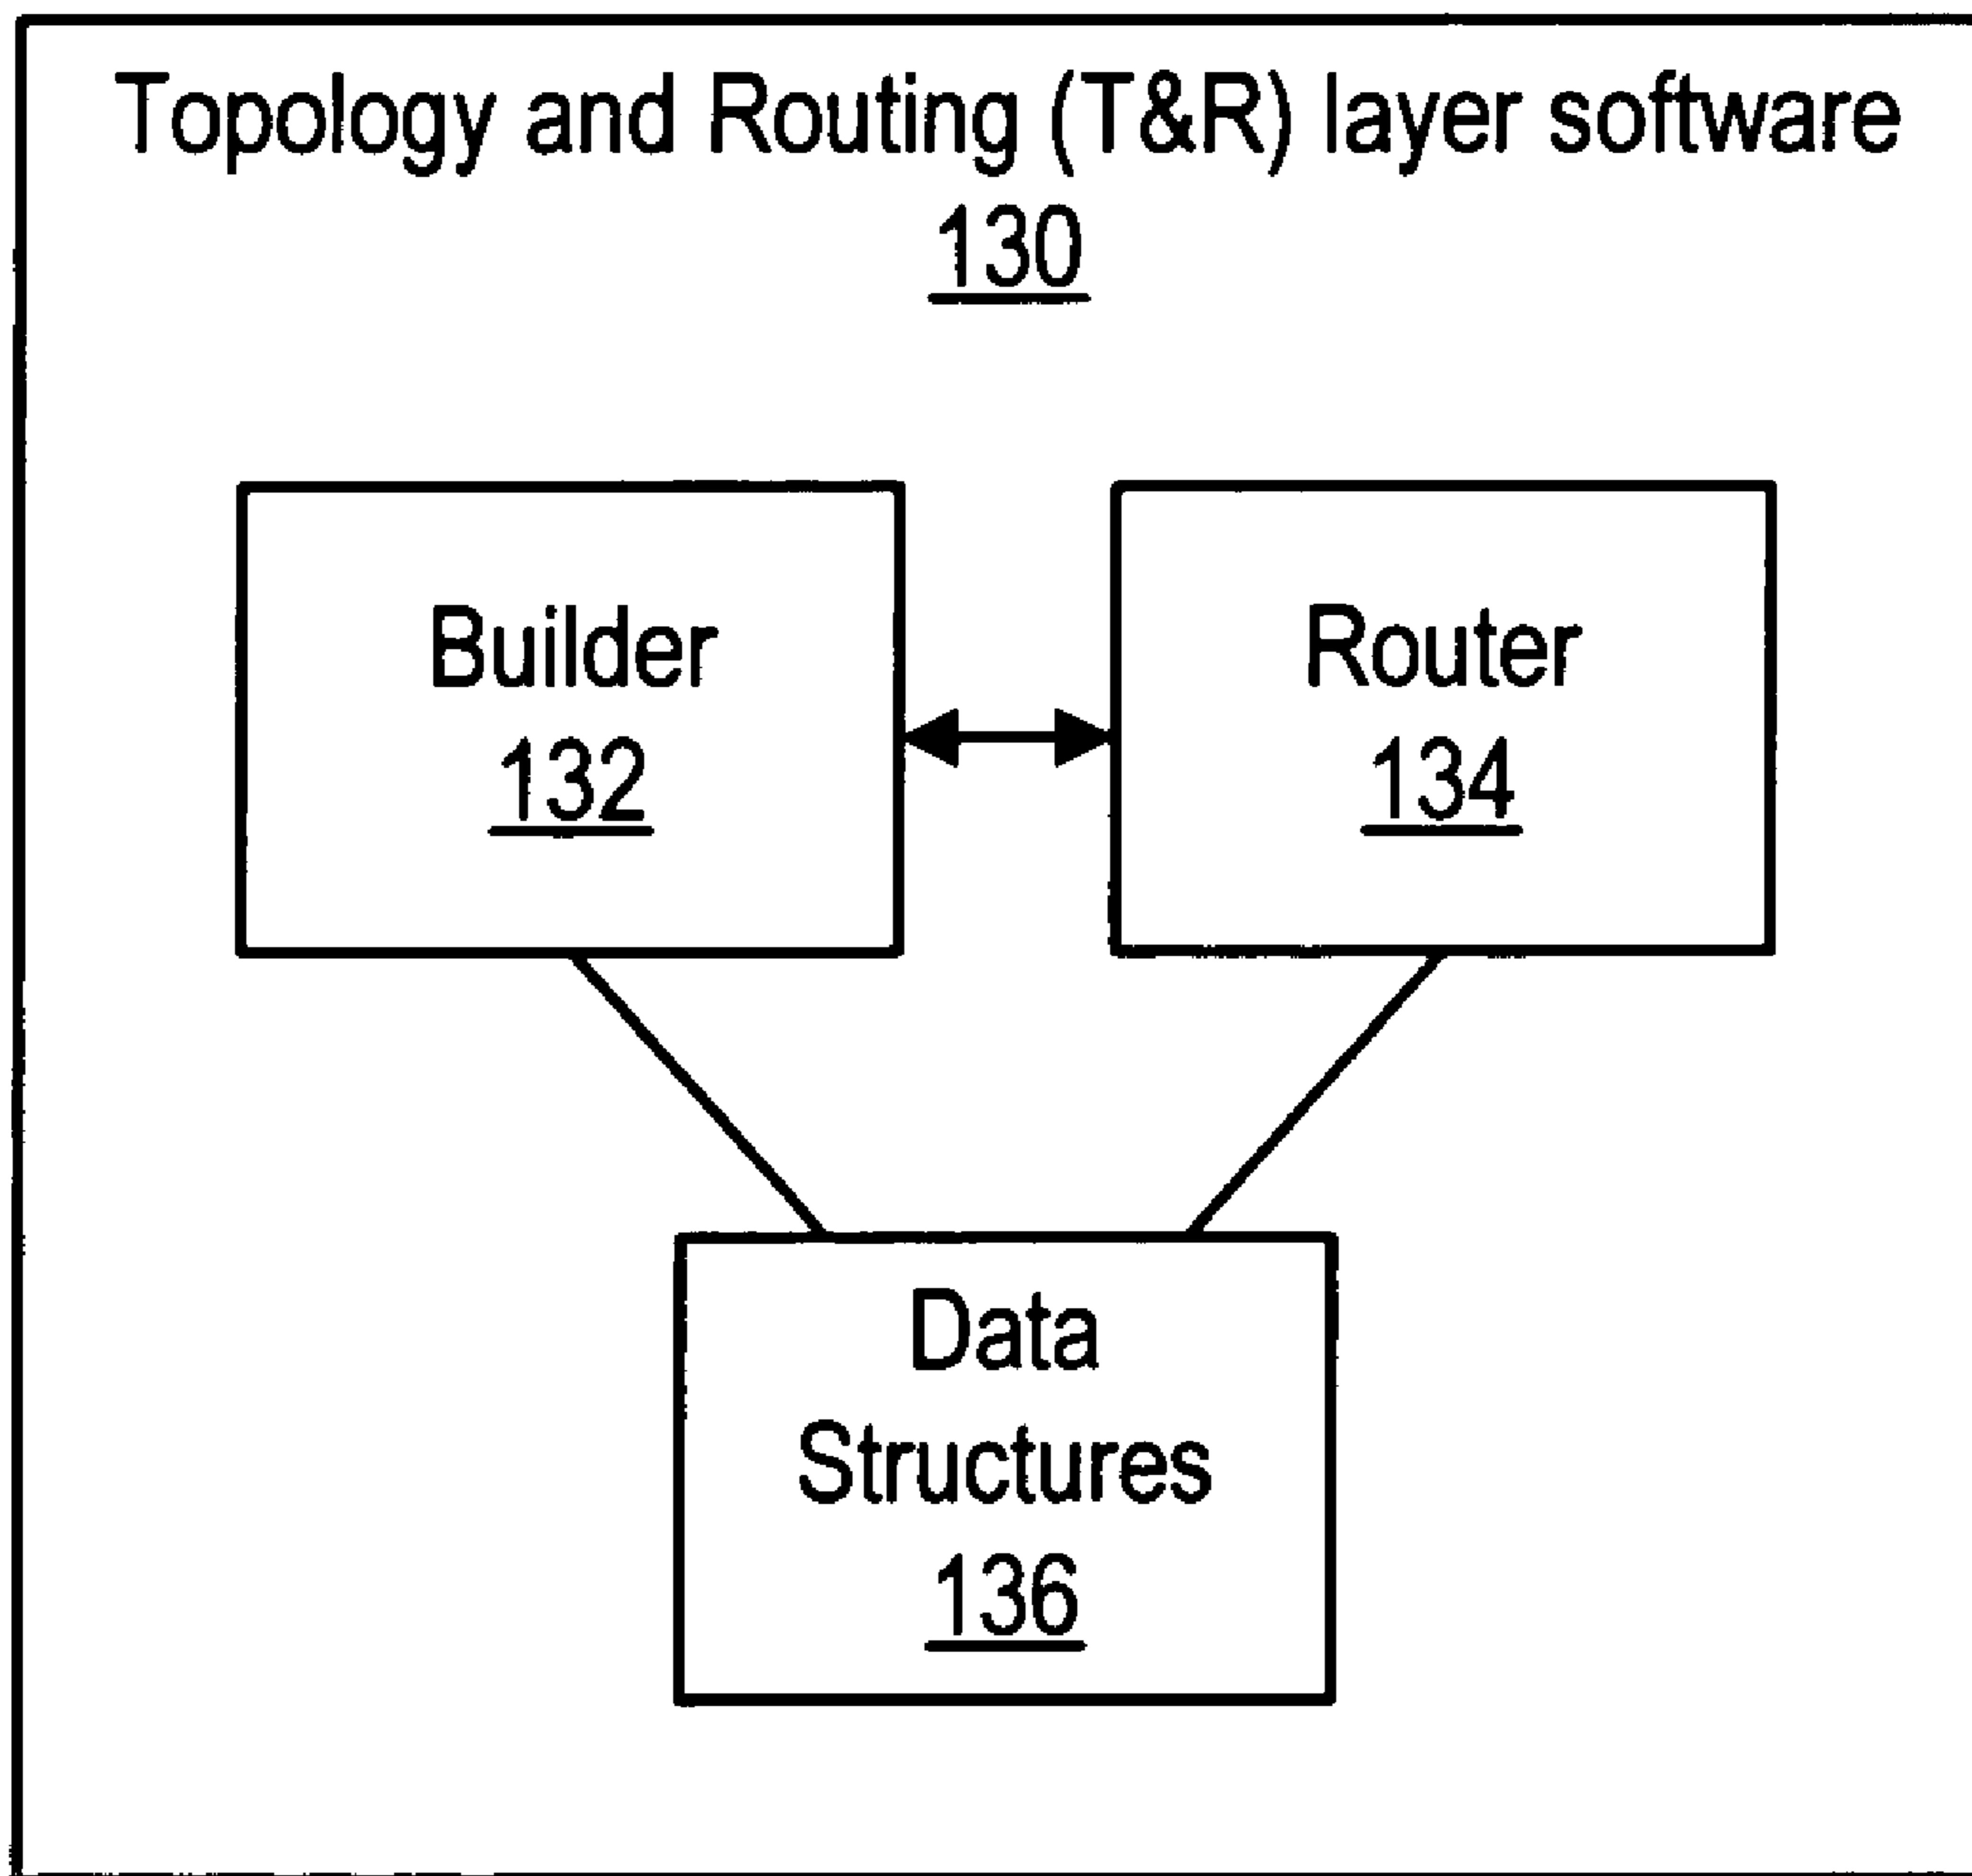 Topology and Routing (T&R) layer software
130
Builder
132
Router
134
Data
Structures
136